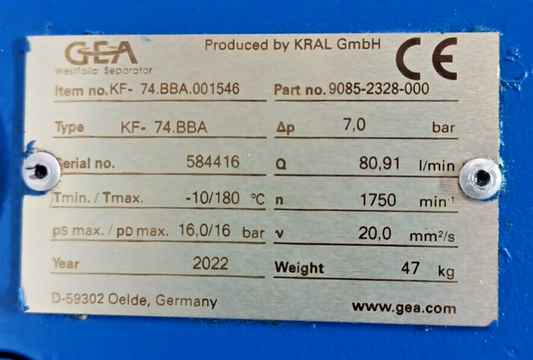 GEA Produced by KRAL GmbH CE
Westfalia Separator
Item no. KF- 74.BBA.001546 Part no. 9085-2328-000
Type KF- 74.BBA Δp 7,0 bar
Serial no. 584416 Q 80,91 l/min
Tmin. / Tmax. -10/180 °C n 1750 min⁻¹
ps max. / pD max. 16,0/16 bar ν 20,0 mm²/s
Year 2022 Weight 47 kg
D-59302 Oelde, Germany www.gea.com